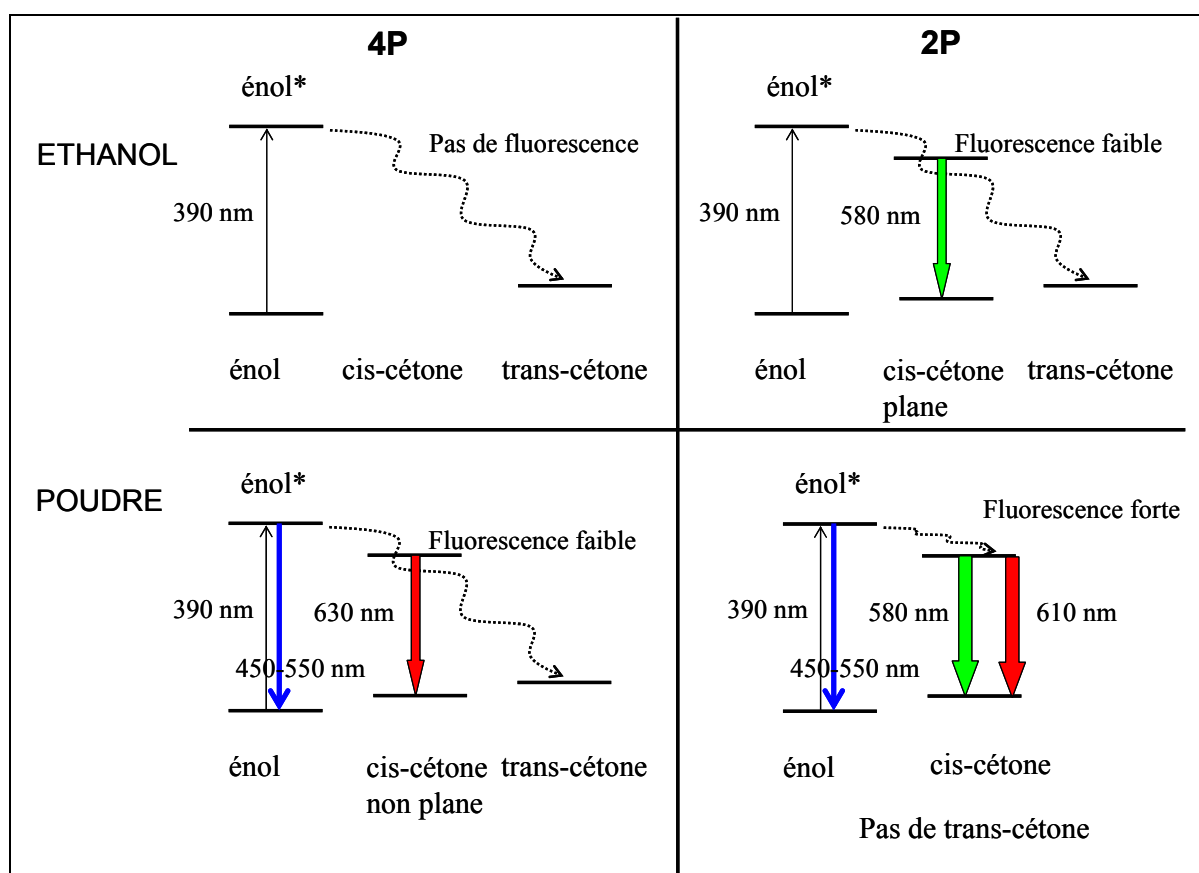 4P
2P
énol*
énol*
ETHANOL
Pas de fluorescence
Fluorescence faible
390 nm
390 nm
580 nm
énol
cis-cétone
trans-cétone
énol
cis-cétone
plane
trans-cétone
POUDRE
énol*
énol*
Fluorescence faible
Fluorescence forte
390 nm
630 nm
450-550 nm
390 nm
580 nm
610 nm
450-550 nm
énol
cis-cétone
non plane
trans-cétone
énol
cis-cétone
Pas de trans-cétone